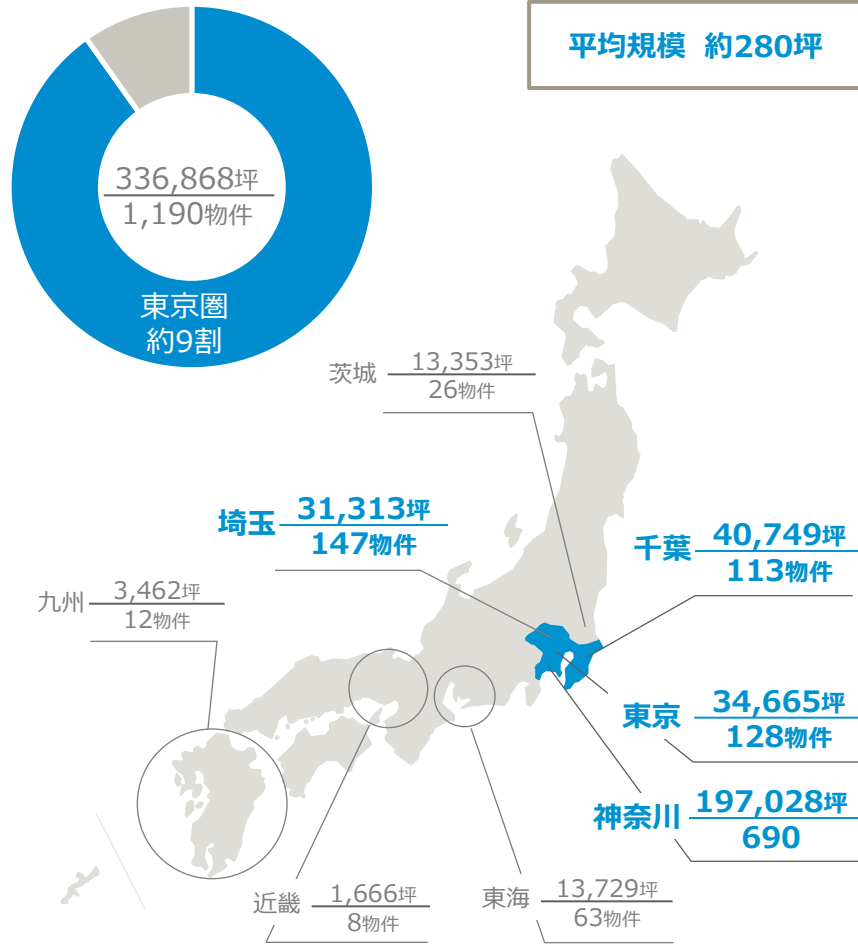 平均規模 約280坪
336,868坪
1,190物件
東京圏
約9割
茨城
13,353坪
26物件
埼玉
31,313坪
147物件
千葉
40,749坪
113物件
九州
3,462坪
12物件
東京
34,665坪
128物件
神奈川
197,028坪
690
近畿
1,666坪
8物件
東海
13,729坪
63物件